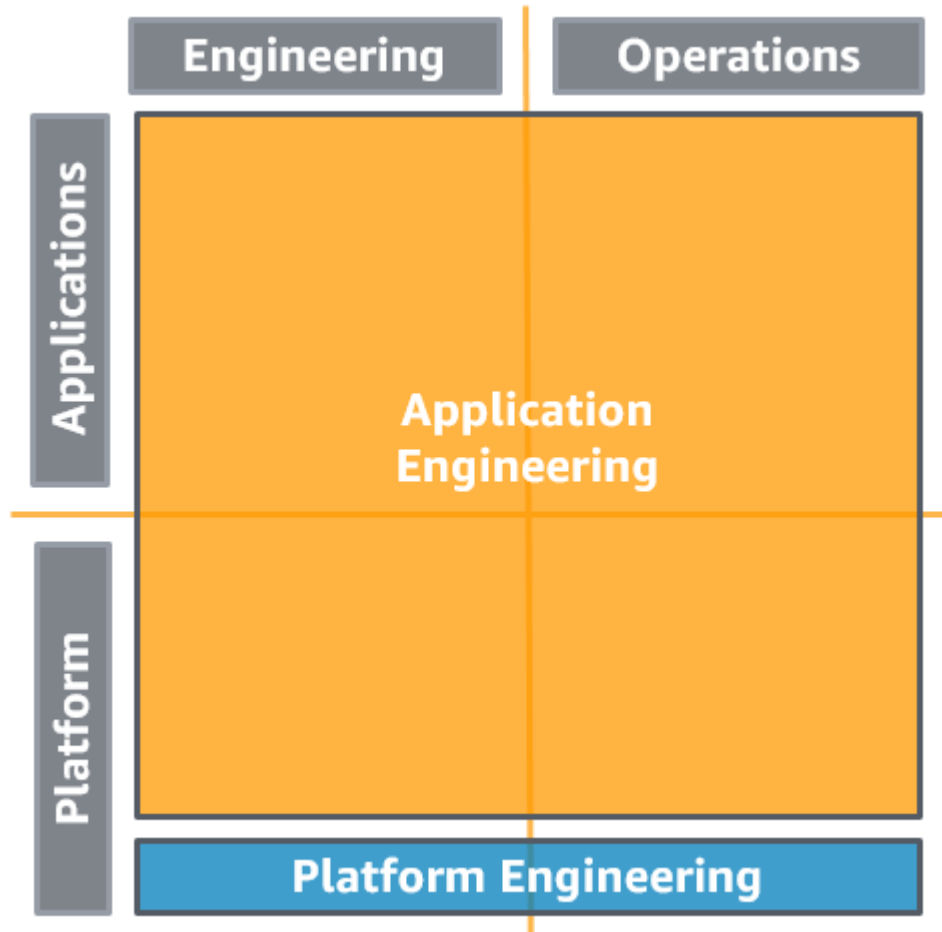 Engineering
Operations
Applications
Application
Engineering
Platform
Platform Engineering